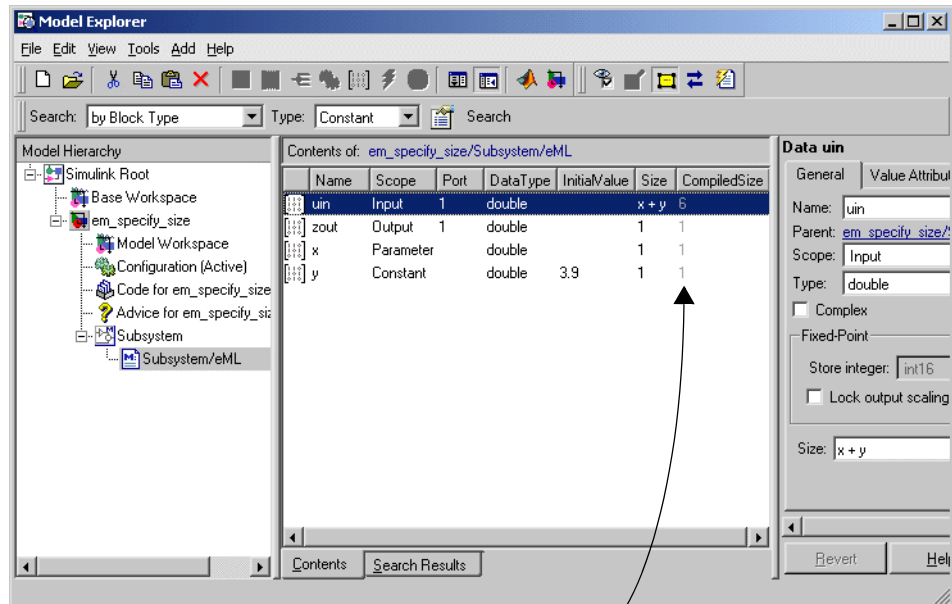 Model Explorer
File Edit View Tools Add Help
Search: by Block Type Type: Constant Search
Model Hierarchy
Simulink Root
Base Workspace
em_specify_size
Model Workspace
Configuration (Active)
Code for em_specify_size
Advice for em_specify_siz
Subsystem
Subsystem/eML
Contents of: em_specify_size/Subsystem/eML
Name Scope Port DataType InitialValue Size CompiledSize
uin Input 1 double x + y 6
zout Output 1 double 1 1
x Parameter double 1 1
y Constant double 3.9 1 1
Contents Search Results
Data uin
General Value Attribut
Name: uin
Parent: em_specify_size/S
Scope: Input
Type: double
Complex
Fixed-Point
Store integer: int16
Lock output scaling
Size: x + y
Revert Help